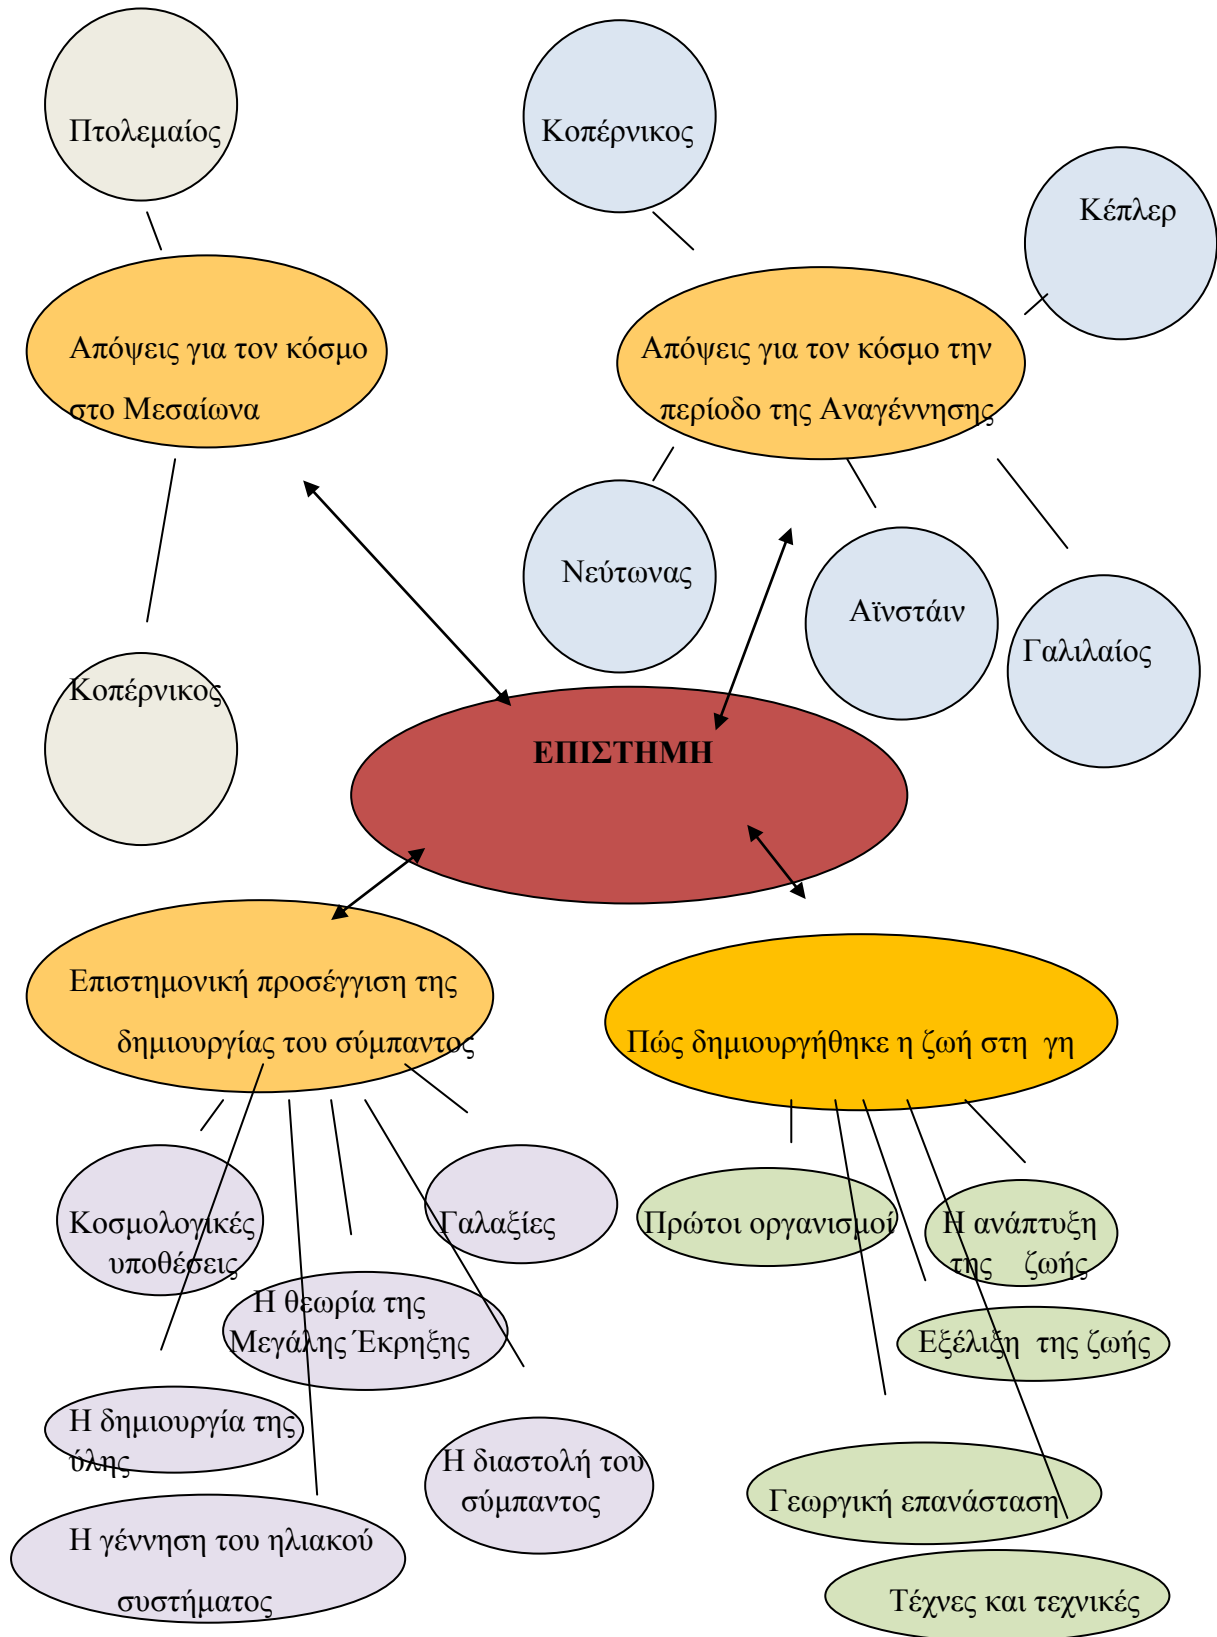 Πτολεμαίος
Κοπέρνικος
Κέπλερ
Απόψεις για τον κόσμο
στο Μεσαίωνα
Απόψεις για τον κόσμο την
περίοδο της Αναγέννησης
Νεύτωνας
Αϊνστάιν
Γαλιλαίος
Κοπέρνικος
ΕΠΙΣΤΗΜΗ
Επιστημονική προσέγγιση της
δημιουργίας του σύμπαντος
Πώς δημιουργήθηκε η ζωή στη γη
Κοσμολογικές
υποθέσεις
Γαλαξίες
Πρώτοι οργανισμοί
Η ανάπτυξη
της ζωής
Η θεωρία της
Μεγάλης Έκρηξης
Εξέλιξη της ζωής
Η δημιουργία της
ύλης
Η διαστολή του
σύμπαντος
Γεωργική επανάσταση
Η γέννηση του ηλιακού
συστήματος
Τέχνες και τεχνικές